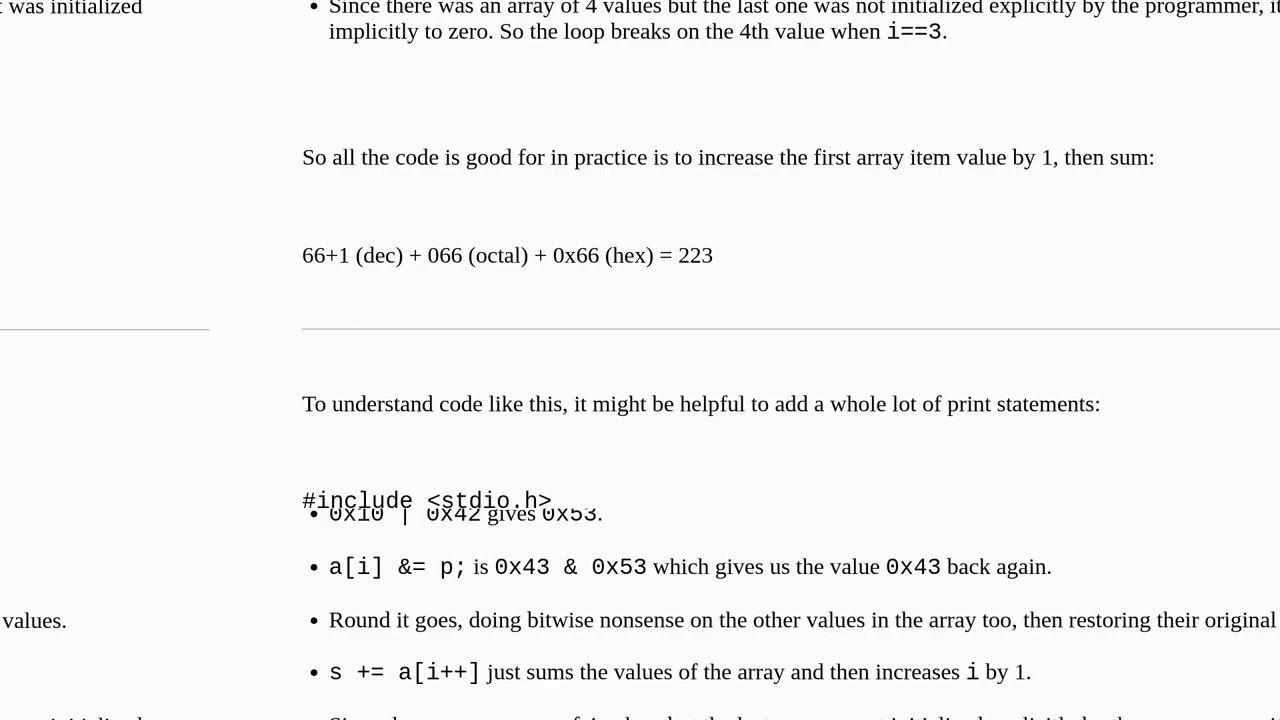 was initialized
Since there was an array of 4 values but the last one was not initialized explicitly by the programmer, it
implicitly to zero. So the loop breaks on the 4th value when i==3.
So all the code is good for in practice is to increase the first array item value by 1, then sum:
66+1 (dec) + 066 (octal) + 0x66 (hex) = 223
To understand code like this, it might be helpful to add a whole lot of print statements:
#include <stdio.h>
0x10 | 0x42 gives 0x53.
a[i] &= p; is 0x43 & 0x53 which gives us the value 0x43 back again.
values.
Round it goes, doing bitwise nonsense on the other values in the array too, then restoring their original
s += a[i++] just sums the values of the array and then increases i by 1.